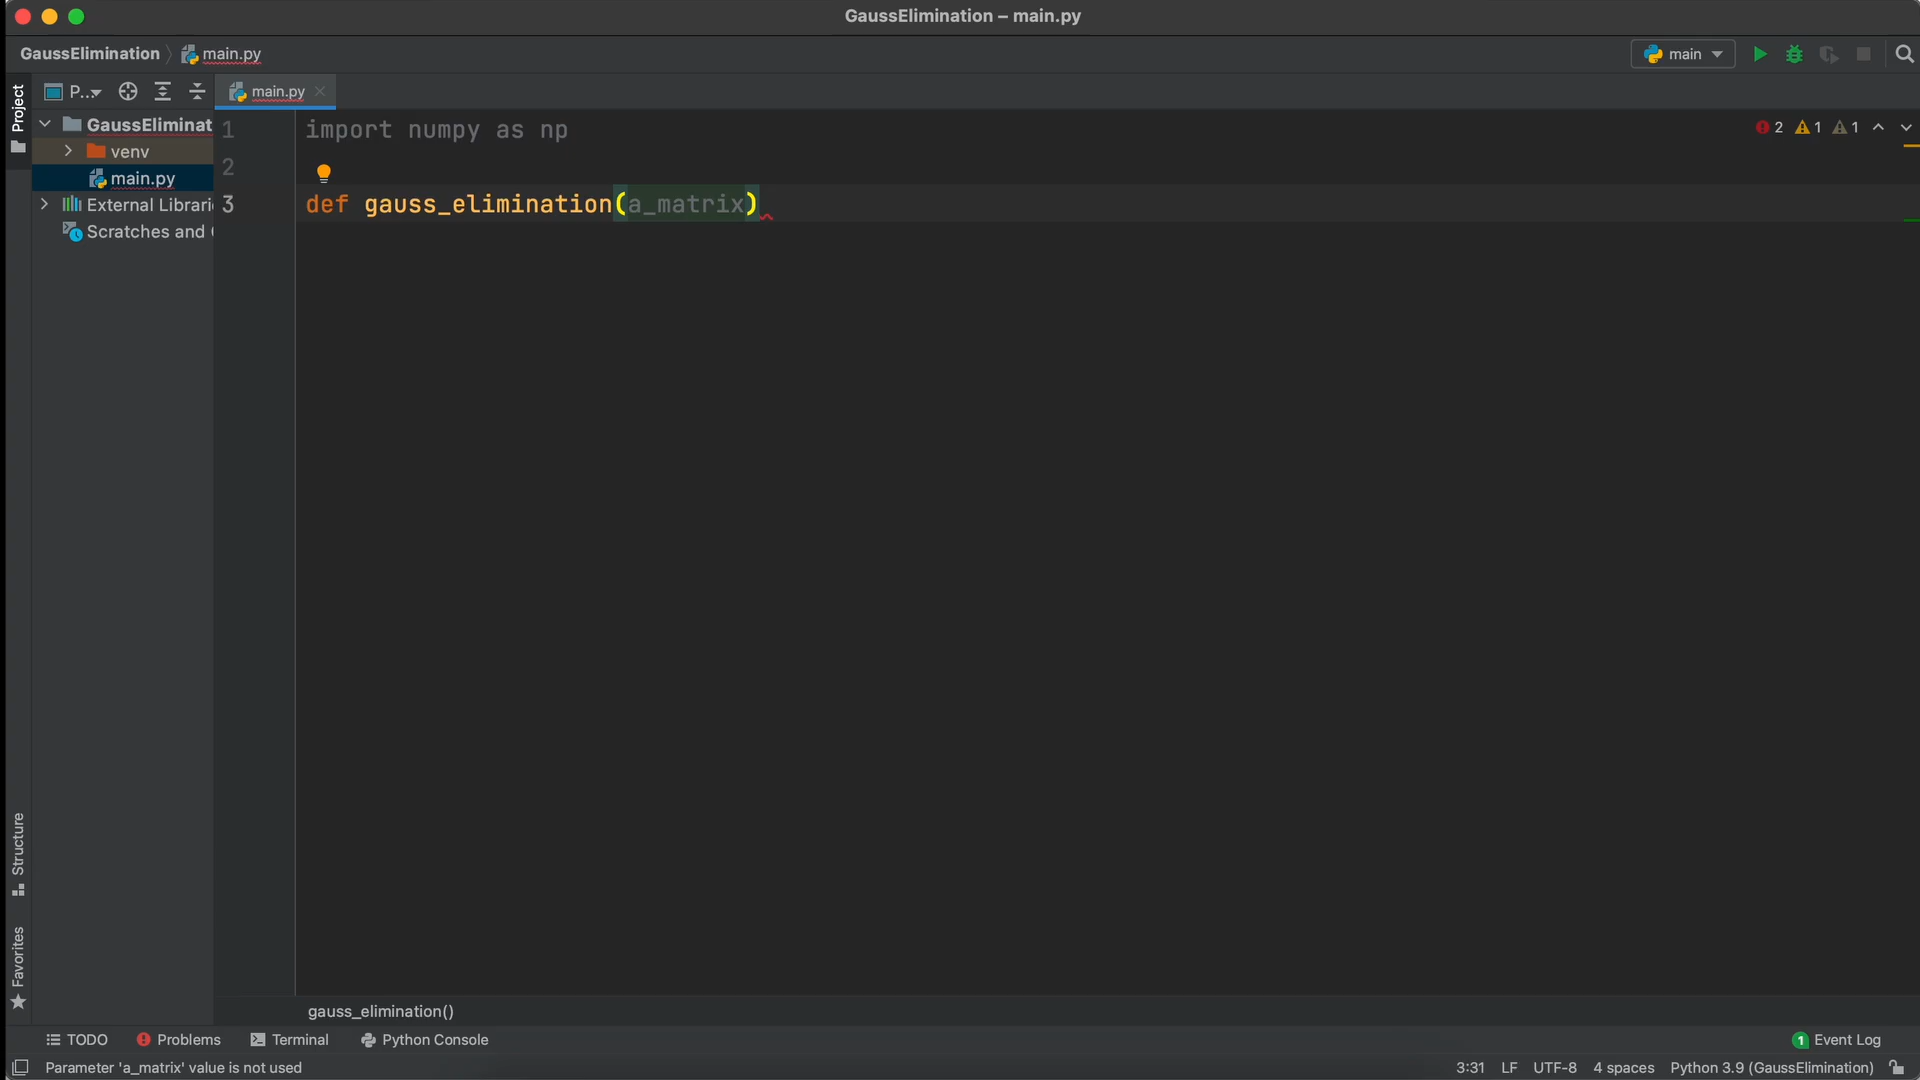 GaussElimination – main.py
GaussElimination main.py
main
Project
P...
main.py
2 1 1
GaussEliminat
venv
main.py
External Librari
Scratches and
1 import numpy as np
2
3 def gauss_elimination(a_matrix)
Structure
Favorites
gauss_elimination()
TODO Problems Terminal Python Console
1 Event Log
Parameter 'a_matrix' value is not used
3:31 LF UTF-8 4 spaces Python 3.9 (GaussElimination)